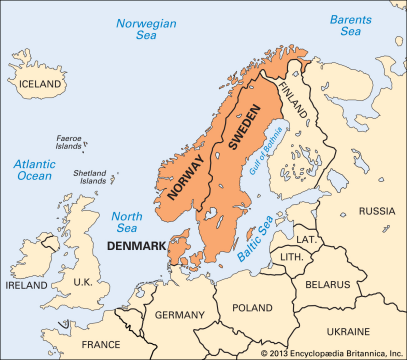 Norwegian
Sea
Barents
Sea
ICELAND
FINLAND
Faeroe
Islands
SWEDEN
NORWAY
Gulf of Bothnia
Atlantic
Ocean
Shetland
Islands
North
Sea
RUSSIA
DENMARK
Baltic Sea
LAT.
LITH.
IRELAND
U.K.
BELARUS
POLAND
GERMANY
UKRAINE
FRANCE
© 2013 Encyclopædia Britannica, Inc.